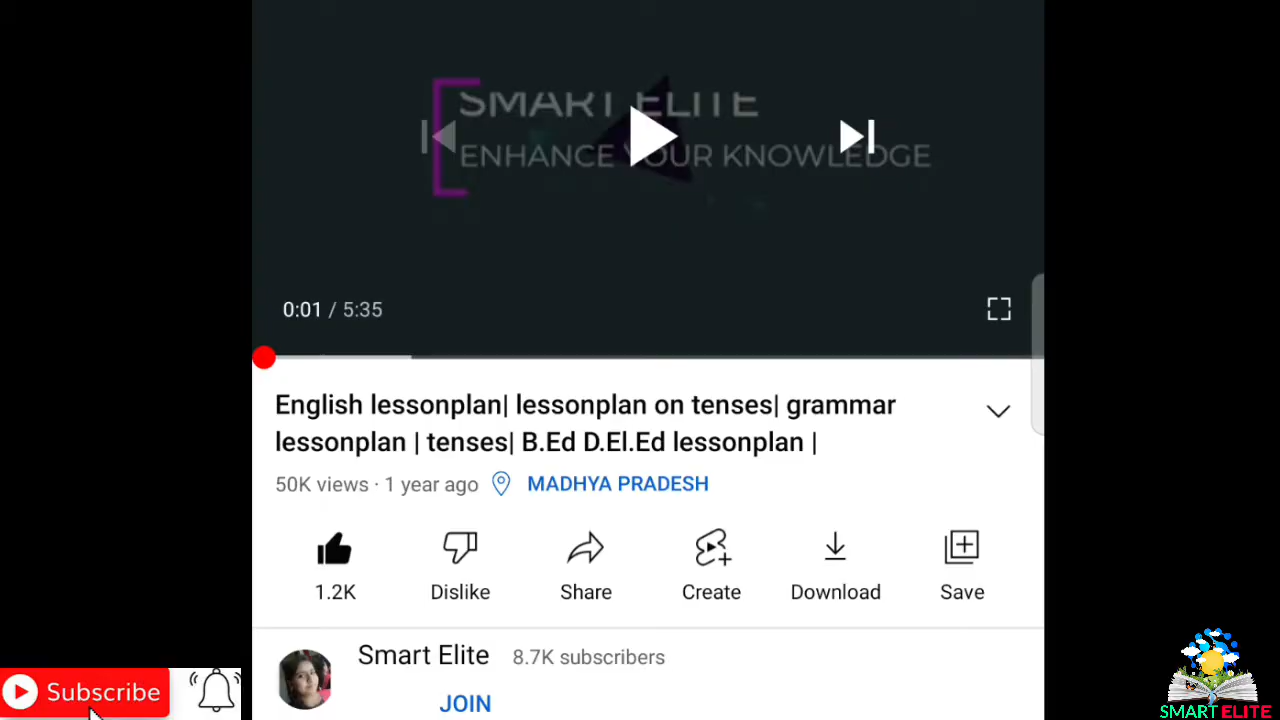 SMART ELITE
ENHANCE YOUR KNOWLEDGE
0:01 / 5:35
English lessonplan| lessonplan on tenses| grammar
lessonplan | tenses| B.Ed D.El.Ed lessonplan |
50K views · 1 year ago MADHYA PRADESH
1.2K Dislike Share Create Download Save
Smart Elite 8.7K subscribers
JOIN
Subscribe
SMART ELITE